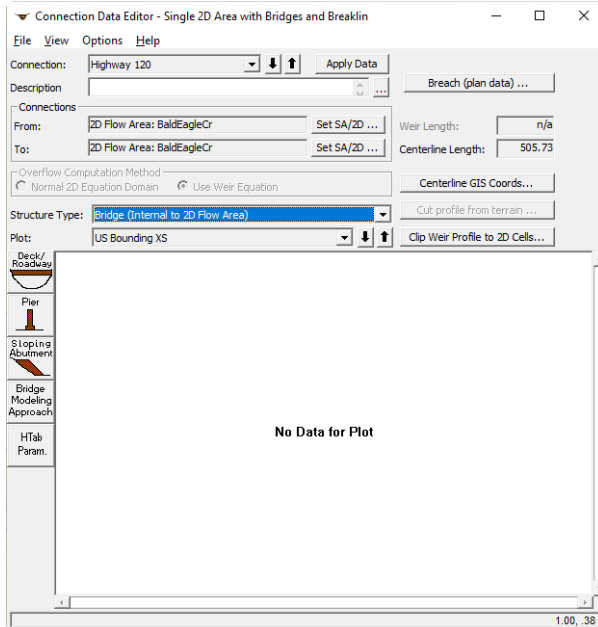 Connection Data Editor - Single 2D Area with Bridges and Breaklin
File View Options Help
Connection: Highway 120 Apply Data
Description ... Breach (plan data) ...
Connections
From: 2D Flow Area: BaldEagleCr Set SA/2D ... Weir Length: n/a
To: 2D Flow Area: BaldEagleCr Set SA/2D ... Centerline Length: 505.73
Overflow Computation Method
Normal 2D Equation Domain Use Weir Equation Centerline GIS Coords...
Structure Type: Bridge (Internal to 2D Flow Area) Cut profile from terrain ...
Plot: US Bounding XS Clip Weir Profile to 2D Cells...
Deck/
Roadway
Pier
Sloping
Abutment
Bridge
Modeling
Approach
HTab
Param.
No Data for Plot
1.00, .38